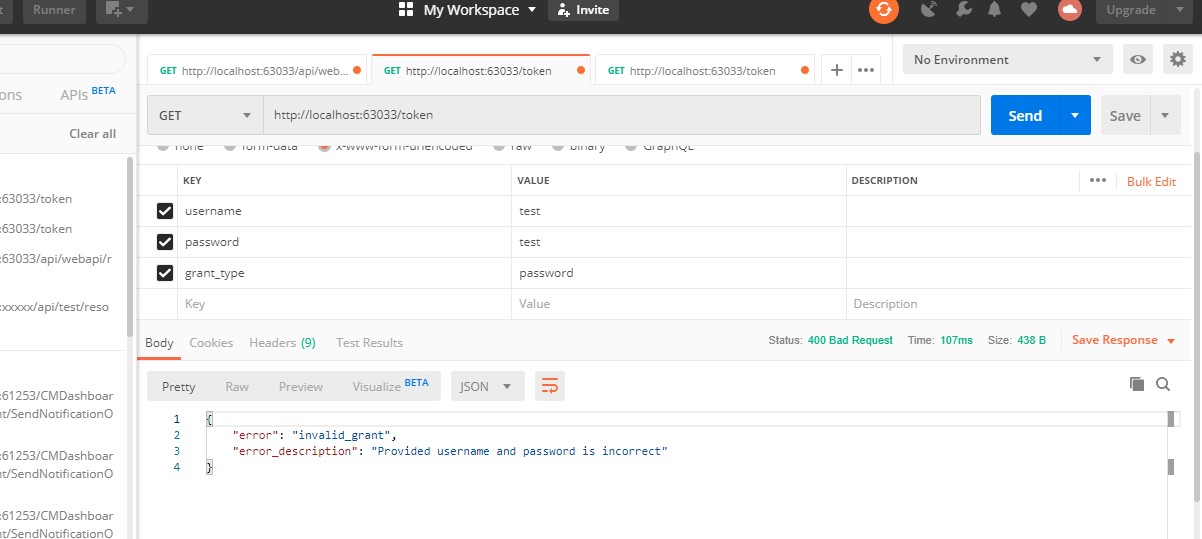 Runner
My Workspace
Invite
Upgrade
GET http://localhost:63033/api/web...
GET http://localhost:63033/token
GET http://localhost:63033/token
No Environment
ons
APIs BETA
GET
http://localhost:63033/token
Send
Save
Clear all
none
form-data
x-www-form-urlencoded
raw
binary
GraphQL
KEY VALUE DESCRIPTION
Bulk Edit
:63033/token
username test
:63033/token
password test
:63033/api/webapi/r
grant_type password
:xxxxx/api/test/reso
Key Value Description
Body Cookies Headers (9) Test Results
Status: 400 Bad Request Time: 107ms Size: 438 B Save Response
Pretty Raw Preview Visualize BETA JSON
:61253/CMDashboar
nt/SendNotificationO
:61253/CMDashboar
nt/SendNotificationO
:61253/CMDashboar
nt/SendNotificationO
1 {
2 "error": "invalid_grant",
3 "error_description": "Provided username and password is incorrect"
4 }